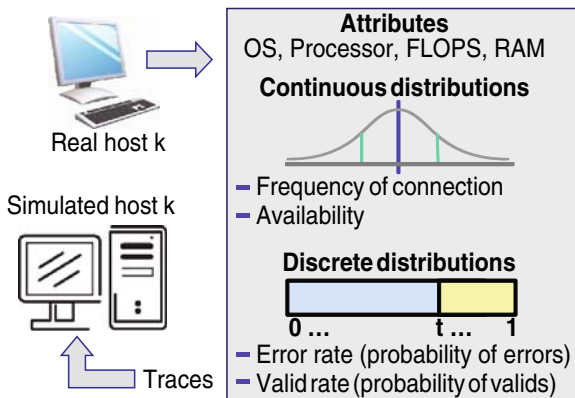 Real host k
Simulated host k
Traces
Attributes
OS, Processor, FLOPS, RAM
Continuous distributions
– Frequency of connection
– Availability
Discrete distributions
0 ... t ... 1
– Error rate (probability of errors)
– Valid rate (probability of valids)